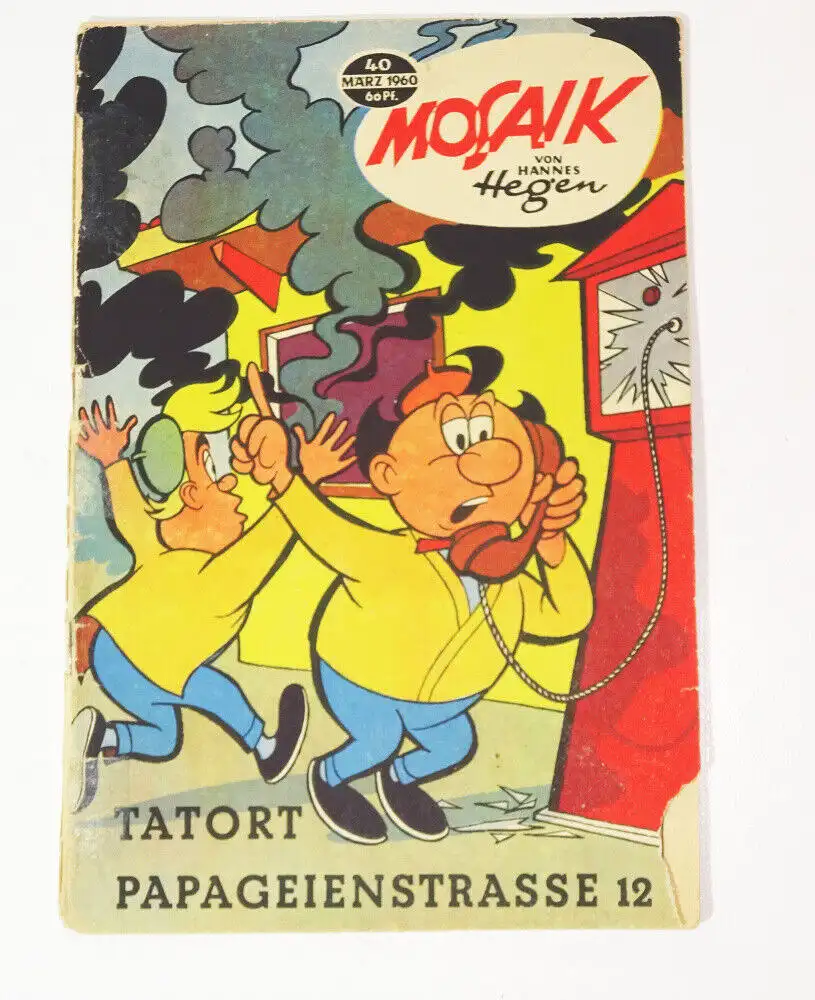 40
MÄRZ 1960
60 PF.
MOSAIK
VON
HANNES
Hegen
TATORT
PAPAGEIENSTRASSE 12